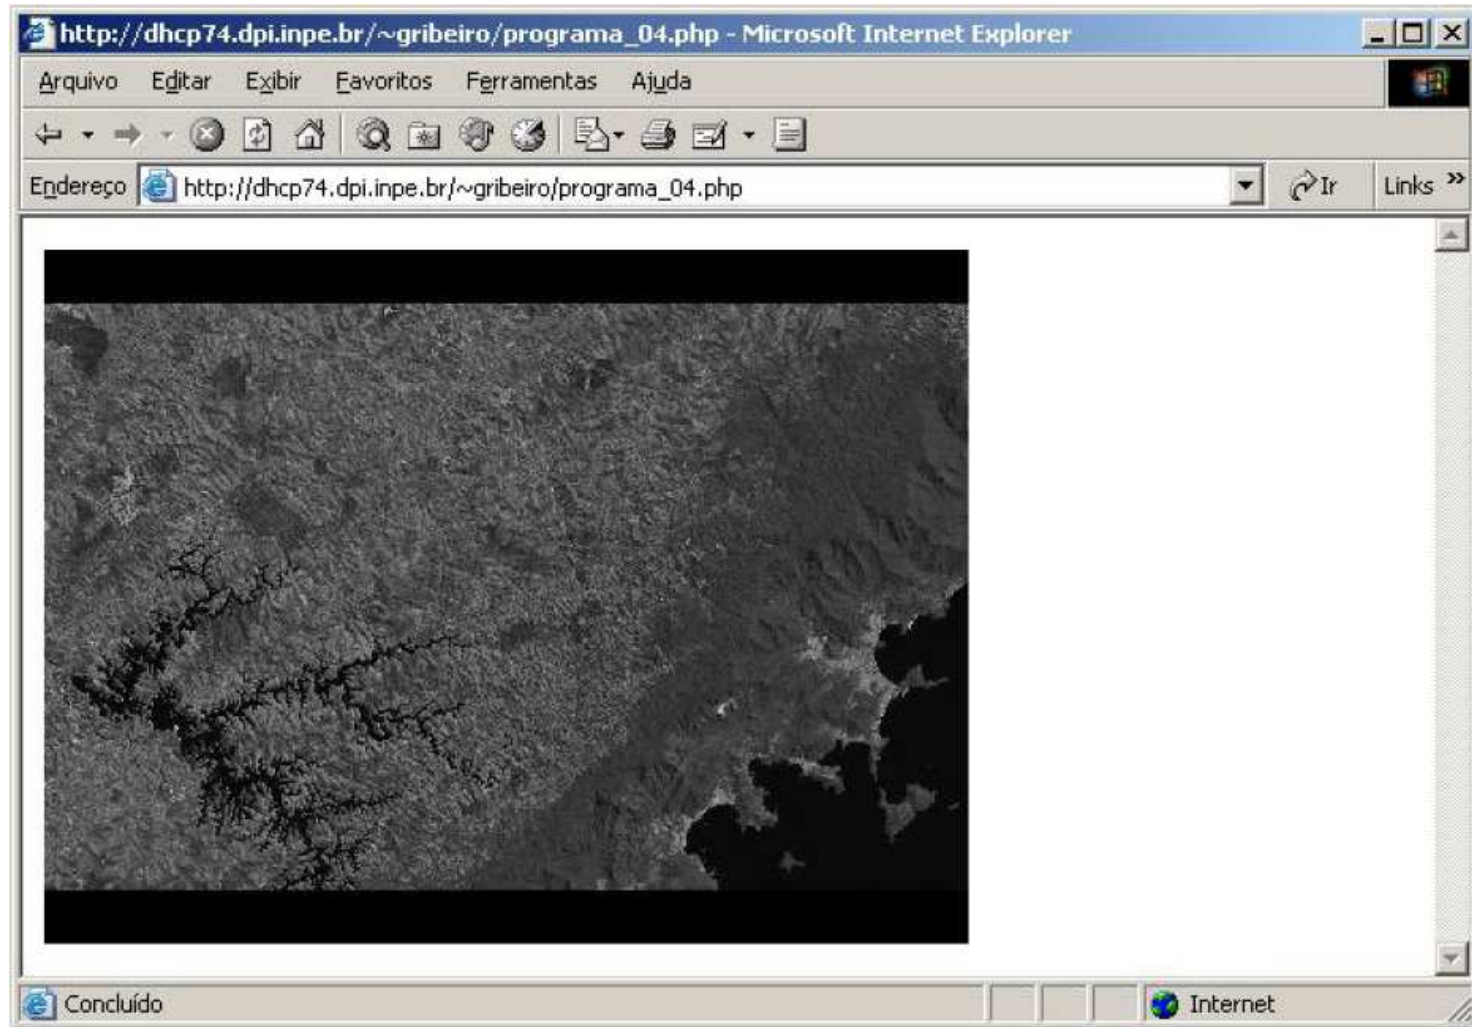 http://dhcp74.dpi.inpe.br/~gribeiro/programa_04.php - Microsoft Internet Explorer
Arquivo Editar Exibir Favoritos Ferramentas Ajuda
Endereço http://dhcp74.dpi.inpe.br/~gribeiro/programa_04.php Ir Links »
Concluído Internet